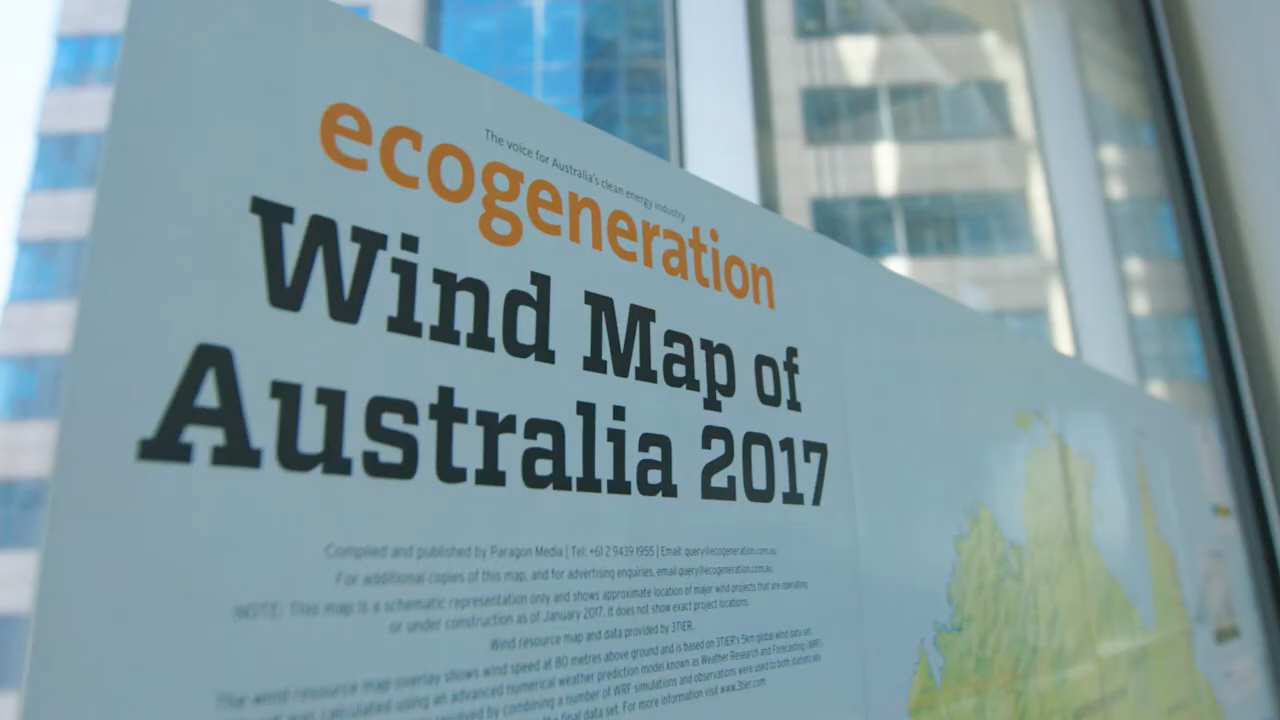 The voice for Australia's clean energy industry
ecogeneration
Wind Map of
Australia 2017
Compiled and published by Paragon Media | Tel: +61 2 9439 1955 | Email: query@ecogeneration.com.au
For additional copies of this map, and for advertising enquiries, email query@ecogeneration.com.au
NOTE: This map is a schematic representation only and shows approximate location of major wind projects that are operating
or under construction as of January 2017. It does not show exact project locations.
Wind resource map and data provided by 3TIER.
The wind resource map overlay shows wind speed at 80 metres above ground and is based on 3TIER's 5km global wind data set.
calculated using an advanced numerical weather prediction model known as Weather Research and Forecasting (WRF).
by combining a number of WRF simulations and observations were used to both statistically
the final data set. For more information visit www.3tier.com